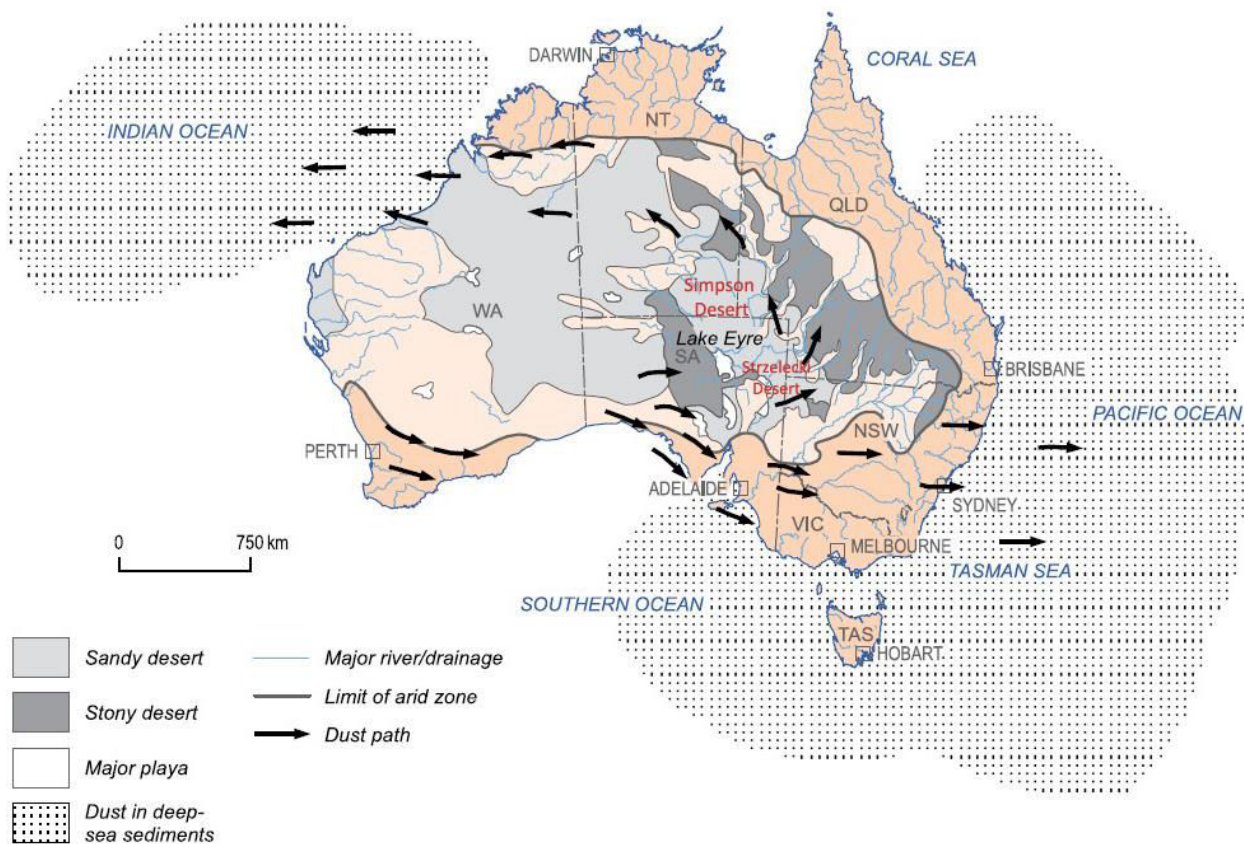 DARWIN
CORAL SEA
INDIAN OCEAN
NT
QLD
Simpson
Desert
WA
Lake Eyre
SA
Strzelecki
Desert
BRISBANE
PACIFIC OCEAN
NSW
PERTH
ADELAIDE
SYDNEY
VIC
0 750 km
MELBOURNE
TASMAN SEA
SOUTHERN OCEAN
TAS
HOBART
Sandy desert
Stony desert
Major playa
Dust in deep-
sea sediments
Major river/drainage
Limit of arid zone
Dust path